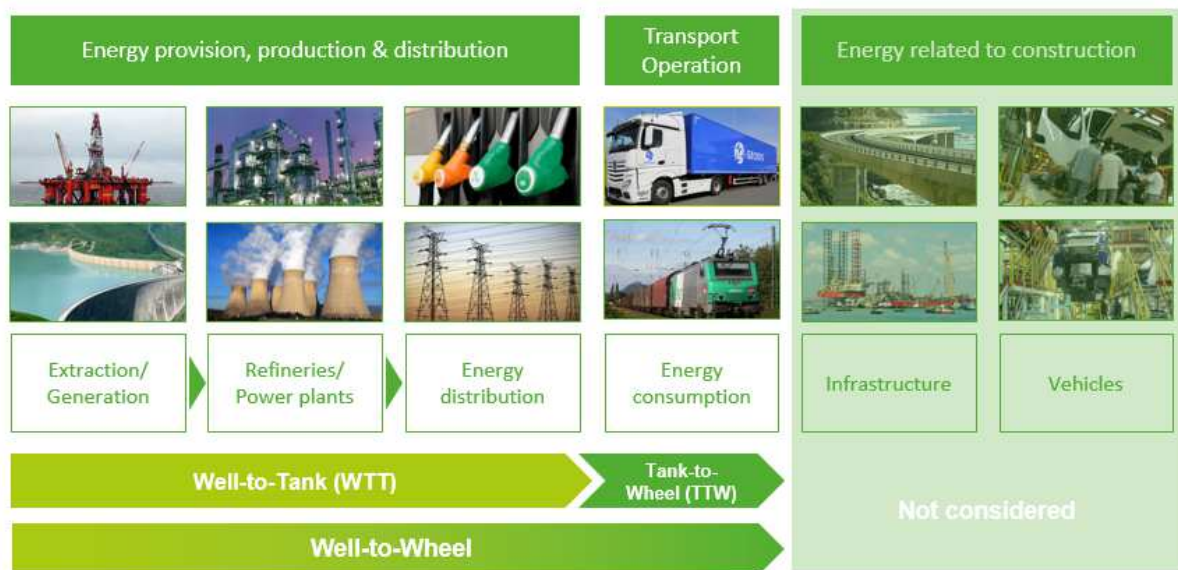 Energy provision, production & distribution
Transport
Operation
Energy related to construction
Extraction/
Generation
Refineries/
Power plants
Energy
distribution
Energy
consumption
Infrastructure
Vehicles
Well-to-Tank (WTT)
Tank-to-
Wheel (TTW)
Well-to-Wheel
Not considered